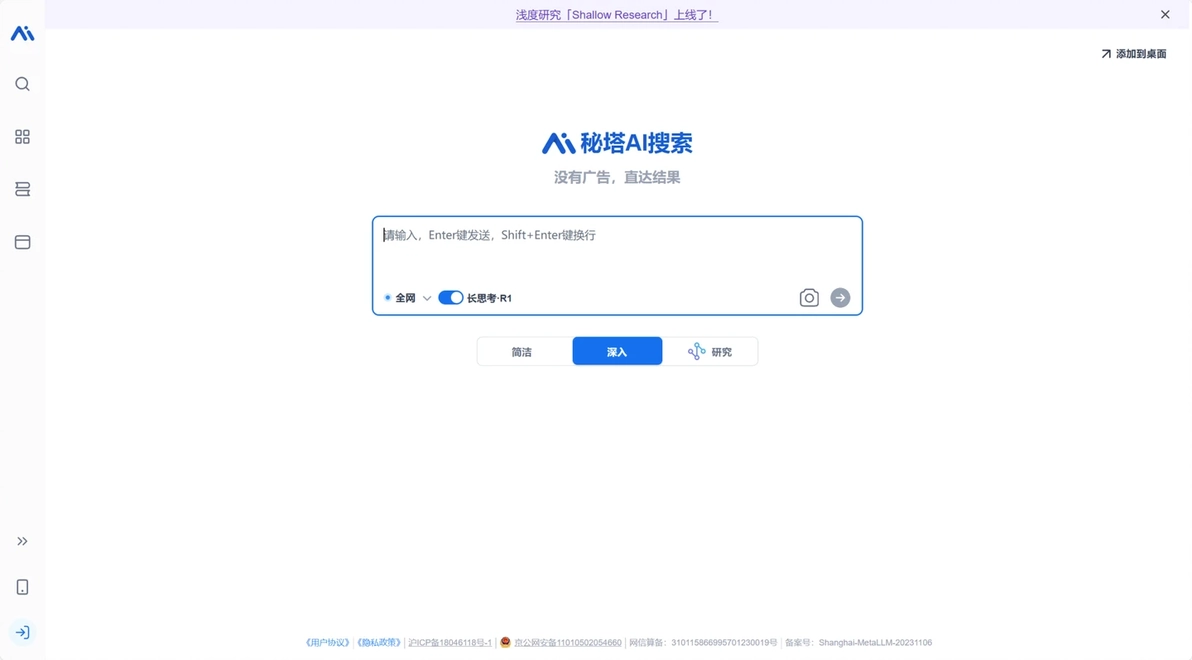 浅度研究「Shallow Research」上线了！
添加到桌面
秘塔AI搜索
没有广告，直达结果
请输入，Enter键发送，Shift+Enter键换行
全网 长思考·R1
简洁 深入 研究
《用户协议》 | 《隐私政策》 | 沪ICP备18046118号-1 | 京公网安备11010502054660 | 网信算备：310115866995701230019号 | 备案号：Shanghai-MetaLLM-20231106